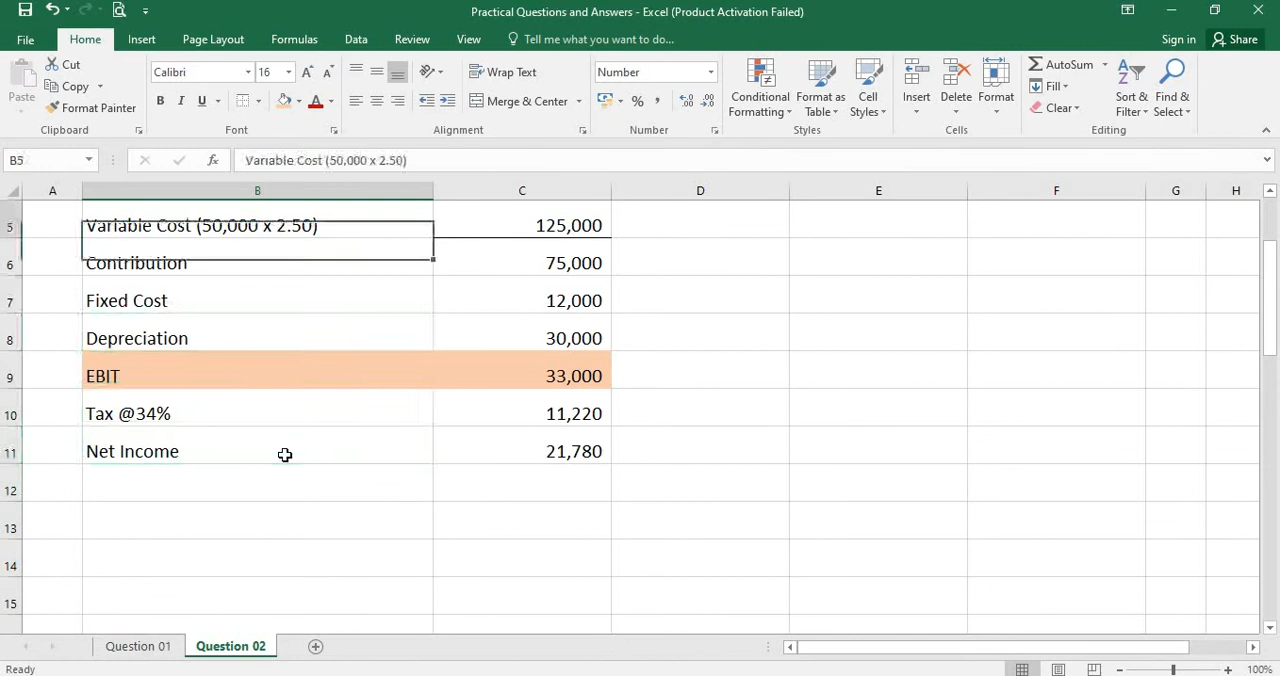 Practical Questions and Answers - Excel (Product Activation Failed)
File Home Insert Page Layout Formulas Data Review View Tell me what you want to do... Sign in Share
Paste Cut Copy Format Painter Clipboard
Calibri 16 A A B I U A Font
Wrap Text Merge & Center Alignment
Number % , Number
Conditional Formatting Format as Table Cell Styles Styles
Insert Delete Format Cells
AutoSum Fill Clear Sort & Filter Find & Select Editing
B5 fx Variable Cost (50,000 x 2.50)
A B C D E F G H
5 Variable Cost (50,000 x 2.50) 125,000
6 Contribution 75,000
7 Fixed Cost 12,000
8 Depreciation 30,000
9 EBIT 33,000
10 Tax @34% 11,220
11 Net Income 21,780
12
13
14
15
Question 01 Question 02
Ready 100%